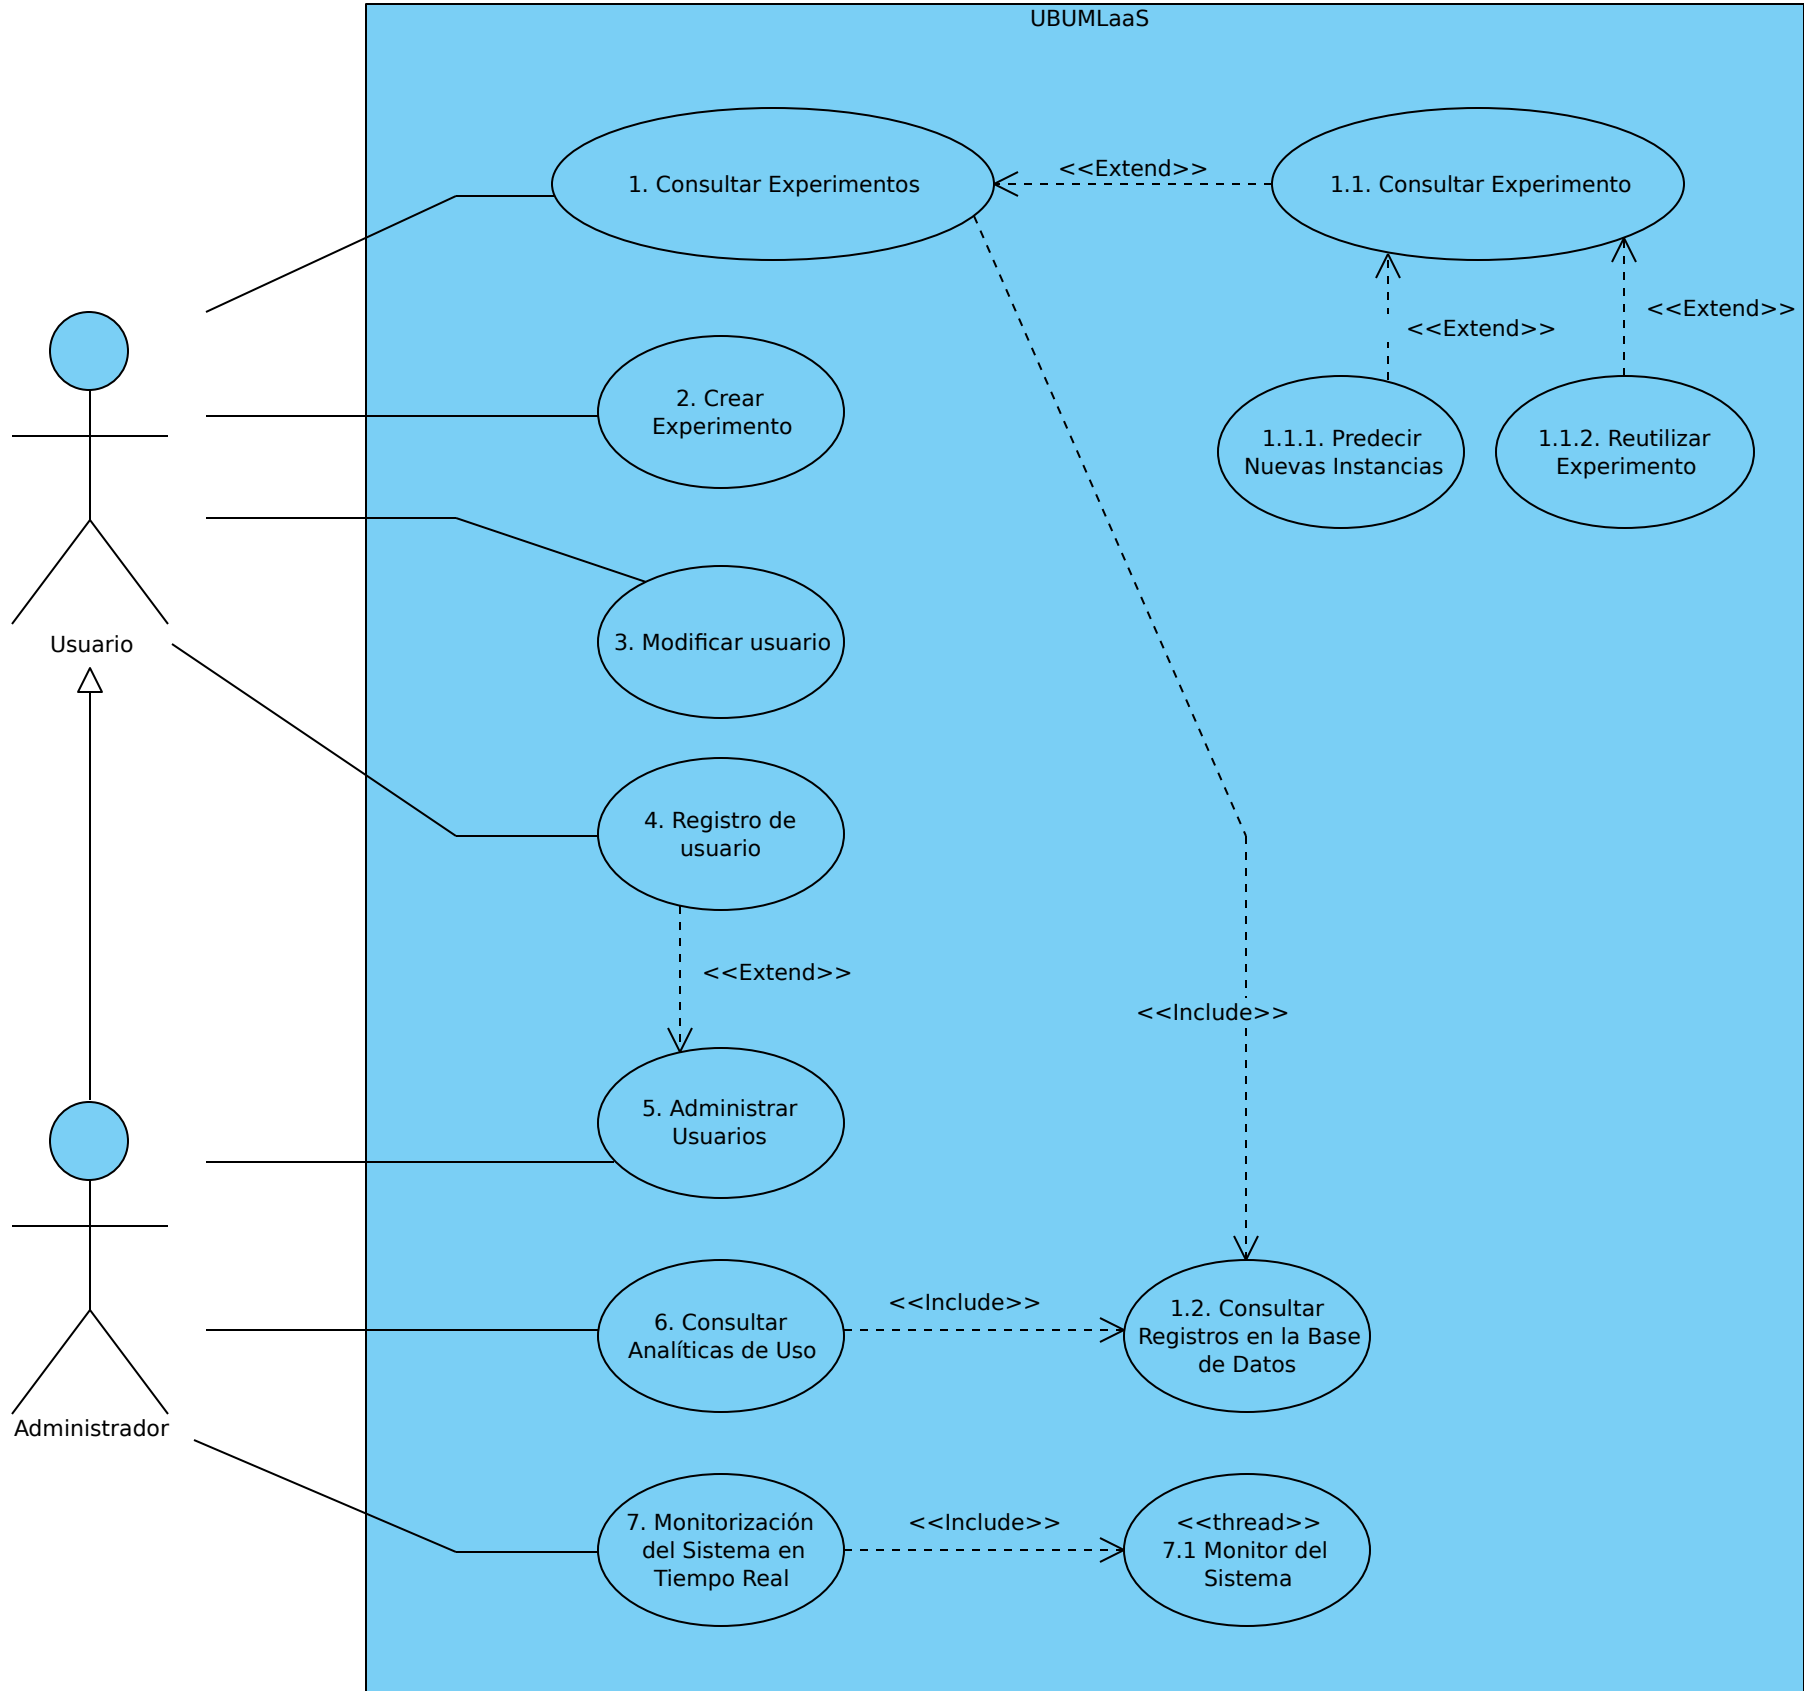 UBUMLaaS
1. Consultar Experimentos
<<Extend>>
1.1. Consultar Experimento
<<Extend>>
<<Extend>>
2. Crear
Experimento
1.1.1. Predecir
Nuevas Instancias
1.1.2. Reutilizar
Experimento
Usuario
3. Modificar usuario
4. Registro de
usuario
<<Extend>>
<<Include>>
5. Administrar
Usuarios
6. Consultar
Analíticas de Uso
<<Include>>
1.2. Consultar
Registros en la Base
de Datos
Administrador
7. Monitorización
del Sistema en
Tiempo Real
<<Include>>
<<thread>>
7.1 Monitor del
Sistema